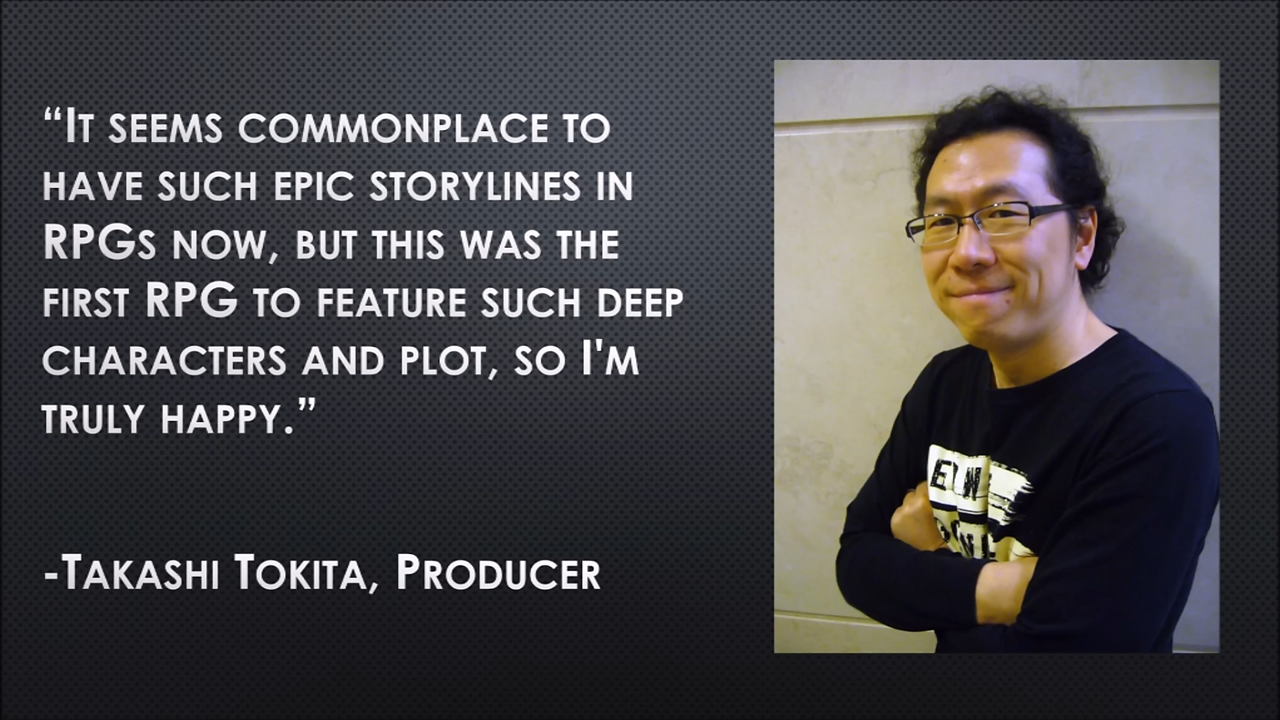 “It seems commonplace to
have such epic storylines in
RPGs now, but this was the
first RPG to feature such deep
characters and plot, so I'm
truly happy.”
-Takashi Tokita, Producer